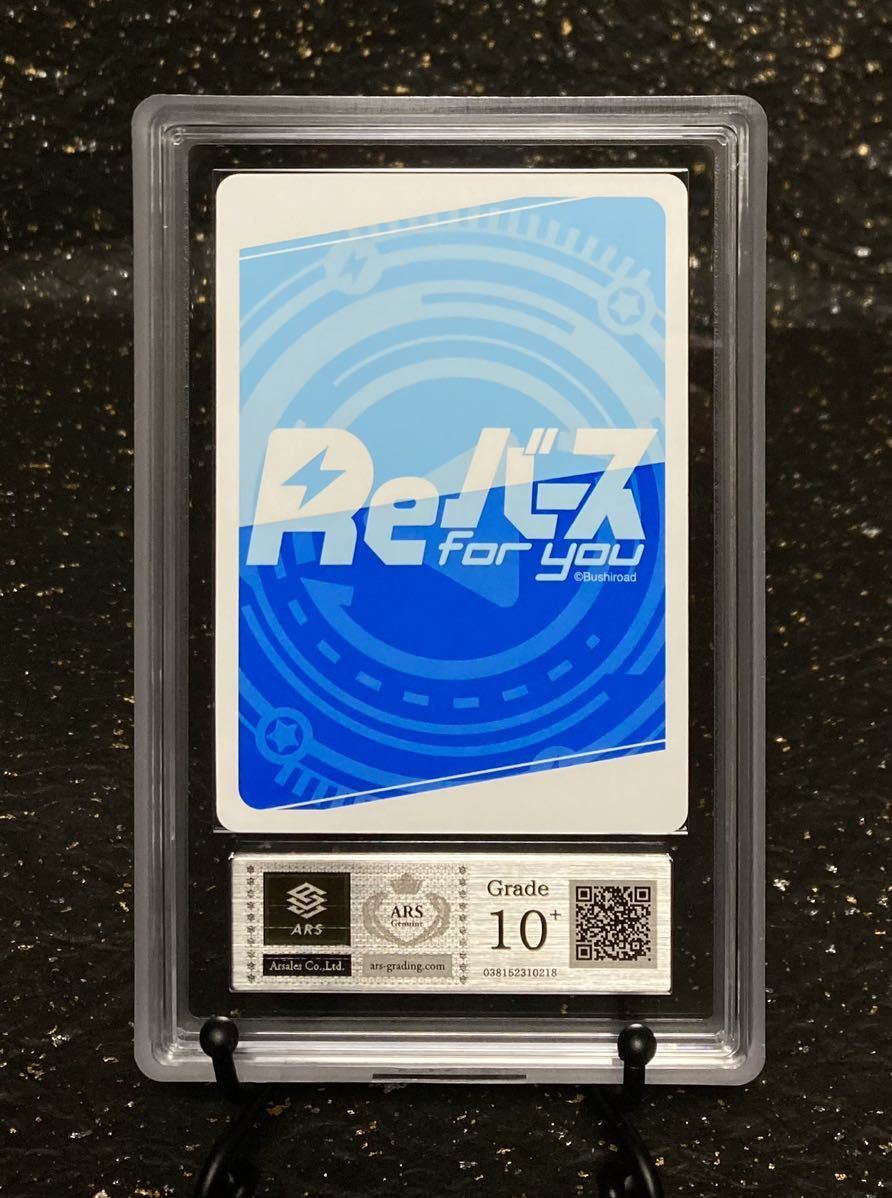 Reバース
for you
©Bushiroad
ARS
Arsales Co.,Ltd.
ARS
Genuine
ars-grading.com
Grade
10+
038152310218